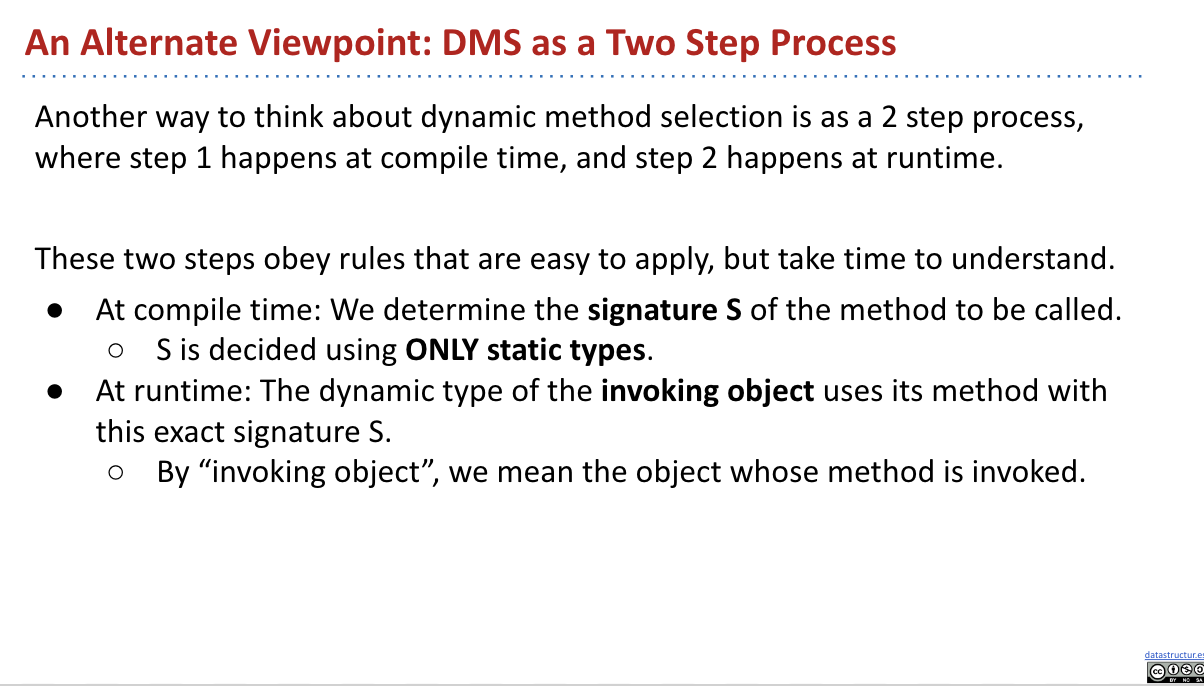 An Alternate Viewpoint: DMS as a Two Step Process
Another way to think about dynamic method selection is as a 2 step process,
where step 1 happens at compile time, and step 2 happens at runtime.
These two steps obey rules that are easy to apply, but take time to understand.
● At compile time: We determine the signature S of the method to be called.
○ S is decided using ONLY static types.
● At runtime: The dynamic type of the invoking object uses its method with
this exact signature S.
○ By “invoking object”, we mean the object whose method is invoked.
datastructur.es
cc
BY NC SA